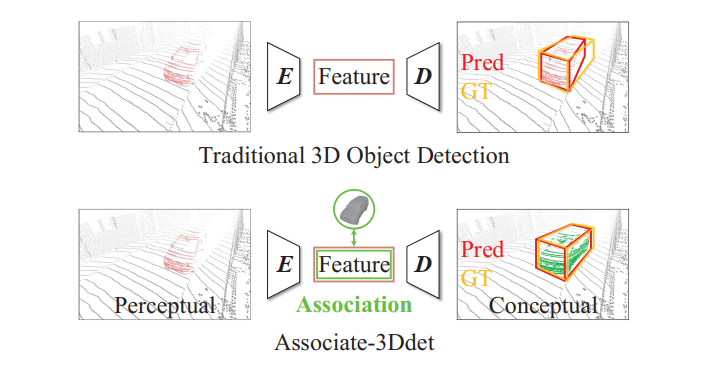 E Feature D Pred
GT
Traditional 3D Object Detection
E Feature D Pred
GT
Perceptual Association Conceptual
Associate-3Ddet